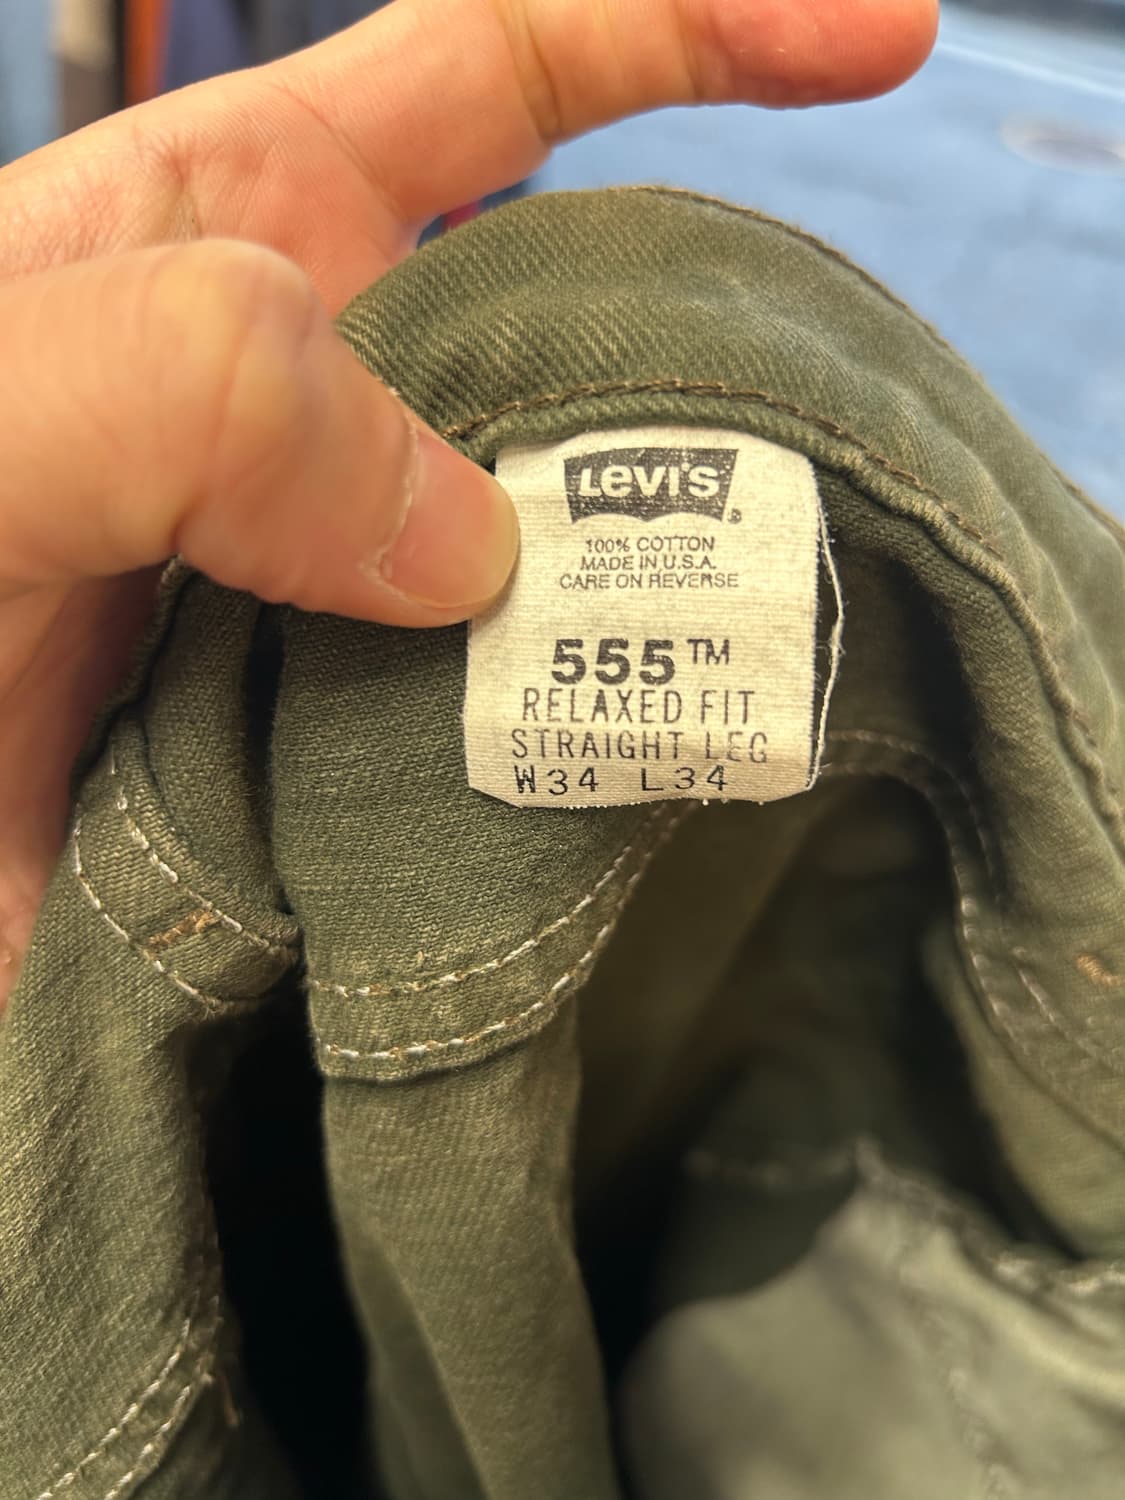 Levi's®
100% COTTON
MADE IN U.S.A.
CARE ON REVERSE
555™
RELAXED FIT
STRAIGHT LEG
W34 L34